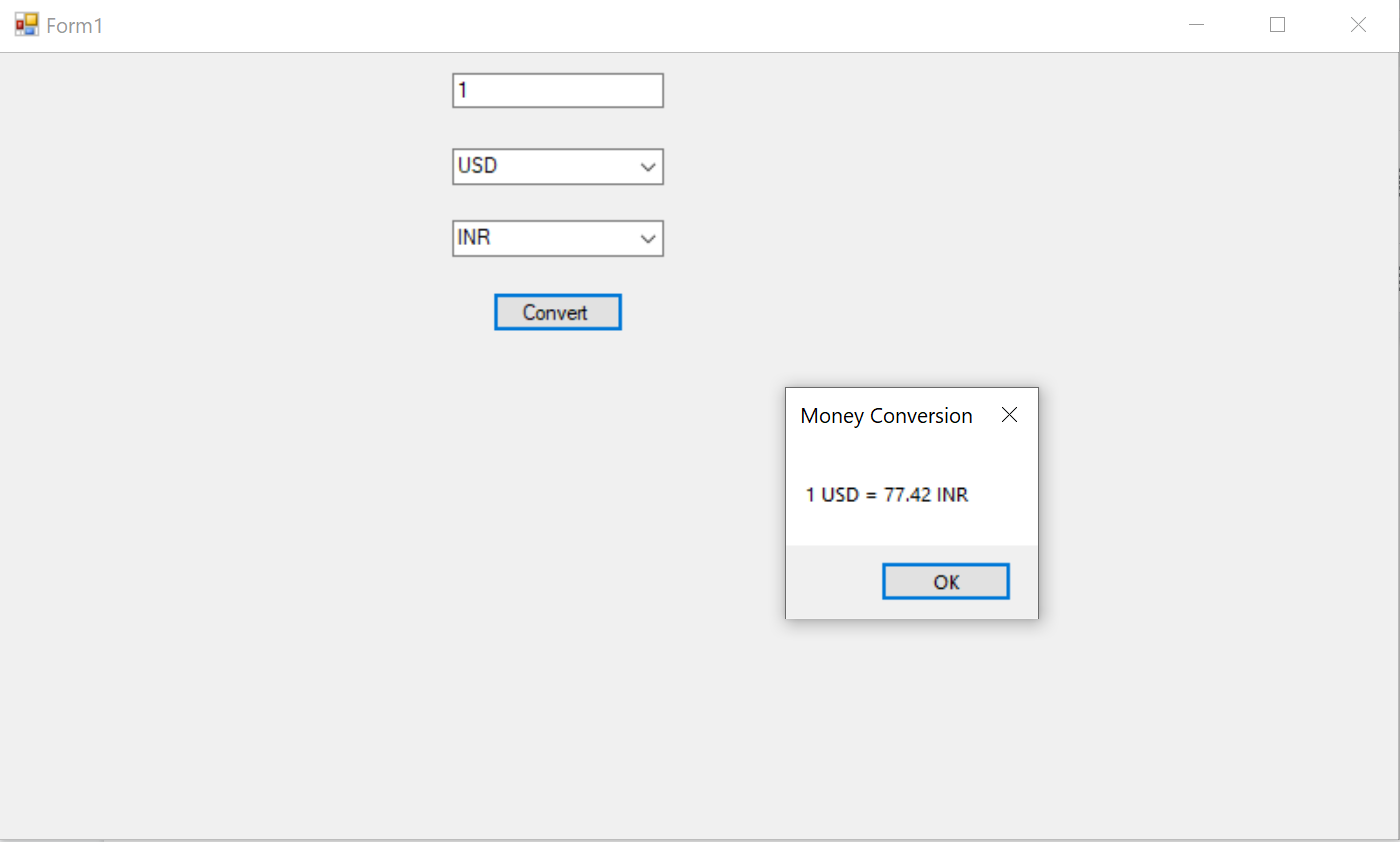 Form1
1
USD
INR
Convert
Money Conversion
1 USD = 77.42 INR
OK